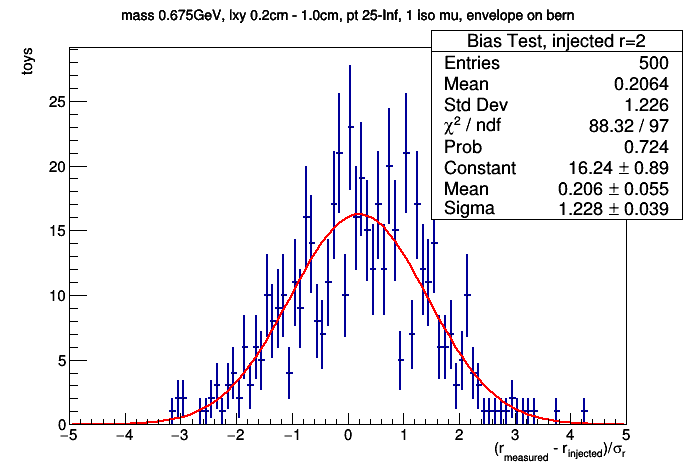 mass 0.675GeV, lxy 0.2cm - 1.0cm, pt 25-Inf, 1 Iso mu, envelope on bern
toys
Bias Test, injected r=2
Entries 500
Mean 0.2064
Std Dev 1.226
χ² / ndf 88.32 / 97
Prob 0.724
Constant 16.24 ± 0.89
Mean 0.206 ± 0.055
Sigma 1.228 ± 0.039
25
20
15
10
5
0
−5 −4 −3 −2 −1 0 1 2 3 4 5
(r_measured - r_injected)/σ_r